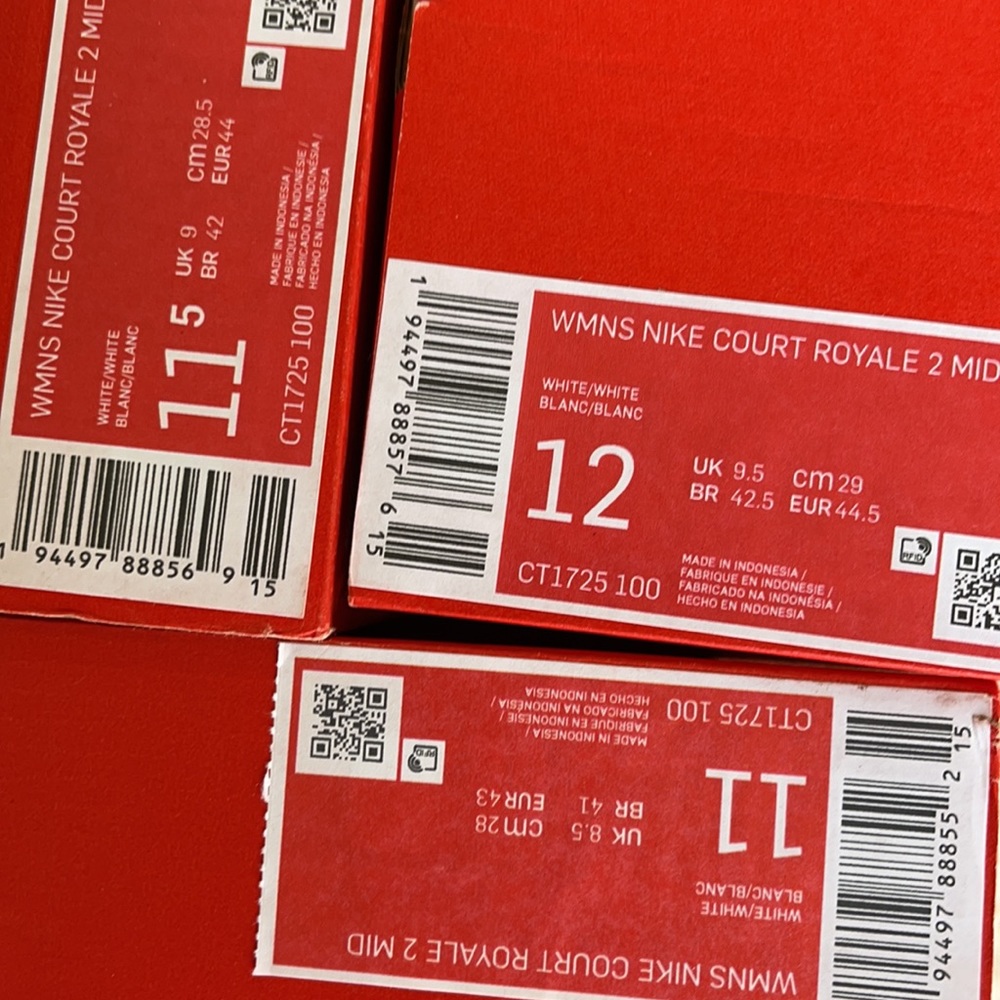 WMNS NIKE COURT ROYALE 2 MID
WHITE/WHITE
BLANC/BLANC
11 5
UK 9 cm 28.5
BR 42 EUR 44
RFID
CT1725 100
MADE IN INDONESIA /
FABRIQUE EN INDONESIE /
FABRICADO NA INDONÉSIA /
HECHO EN INDONESIA
1 94497 88856 9 15
WMNS NIKE COURT ROYALE 2 MID
WHITE/WHITE
BLANC/BLANC
12
UK 9.5 cm 29
BR 42.5 EUR 44.5
RFID
CT1725 100
MADE IN INDONESIA /
FABRIQUE EN INDONESIE /
FABRICADO NA INDONÉSIA /
HECHO EN INDONESIA
1 94497 88857 6 15
WMNS NIKE COURT ROYALE 2 MID
WHITE/WHITE
BLANC/BLANC
11
UK 8.5 cm 28
BR 41 EUR 43
RFID
CT1725 100
MADE IN INDONESIA /
FABRIQUE EN INDONESIE /
FABRICADO NA INDONÉSIA /
HECHO EN INDONESIA
94497 88855 2 15